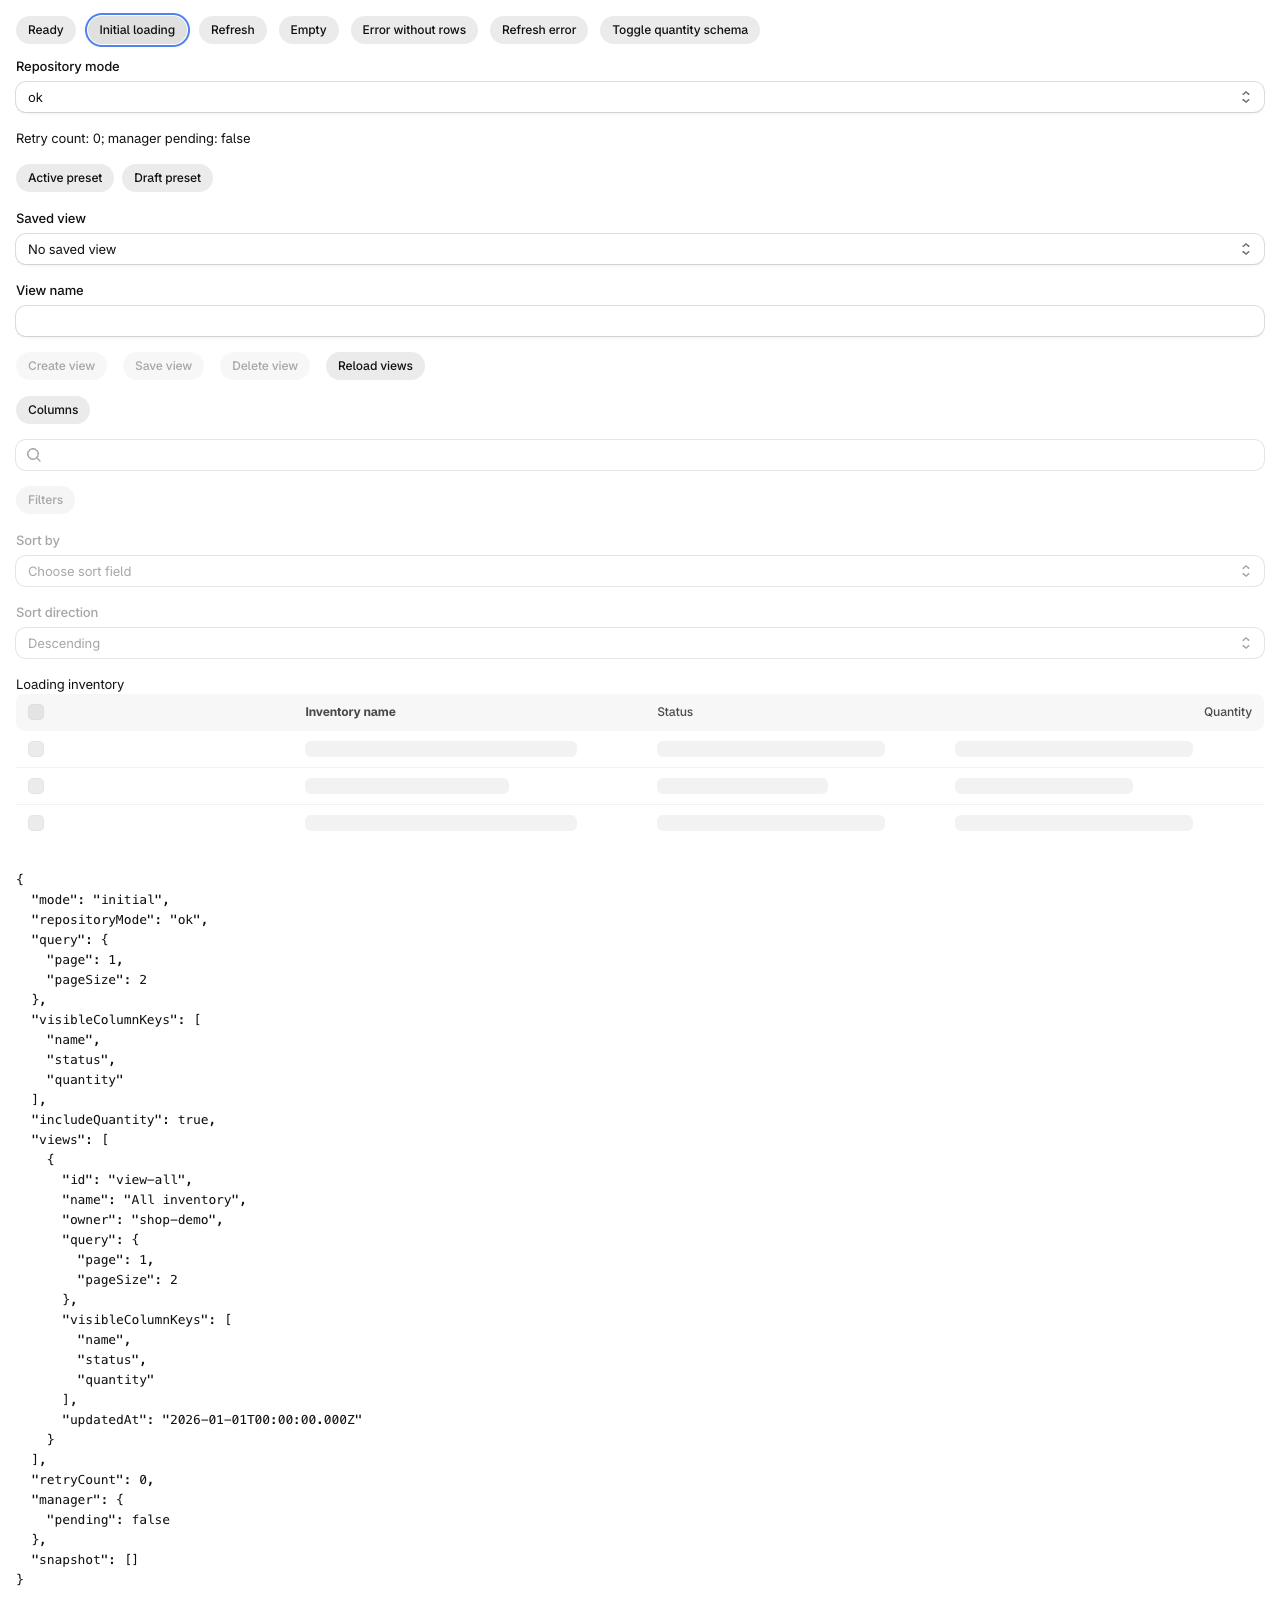 Ready Initial loading Refresh Empty Error without rows Refresh error Toggle quantity schema
Repository mode
ok
Retry count: 0; manager pending: false
Active preset Draft preset
Saved view
No saved view
View name
Create view Save view Delete view Reload views
Columns
Filters
Sort by
Choose sort field
Sort direction
Descending
Loading inventory
Inventory name Status Quantity
{
  "mode": "initial",
  "repositoryMode": "ok",
  "query": {
    "page": 1,
    "pageSize": 2
  },
  "visibleColumnKeys": [
    "name",
    "status",
    "quantity"
  ],
  "includeQuantity": true,
  "views": [
    {
      "id": "view-all",
      "name": "All inventory",
      "owner": "shop-demo",
      "query": {
        "page": 1,
        "pageSize": 2
      },
      "visibleColumnKeys": [
        "name",
        "status",
        "quantity"
      ],
      "updatedAt": "2026-01-01T00:00:00.000Z"
    }
  ],
  "retryCount": 0,
  "manager": {
    "pending": false
  },
  "snapshot": []
}